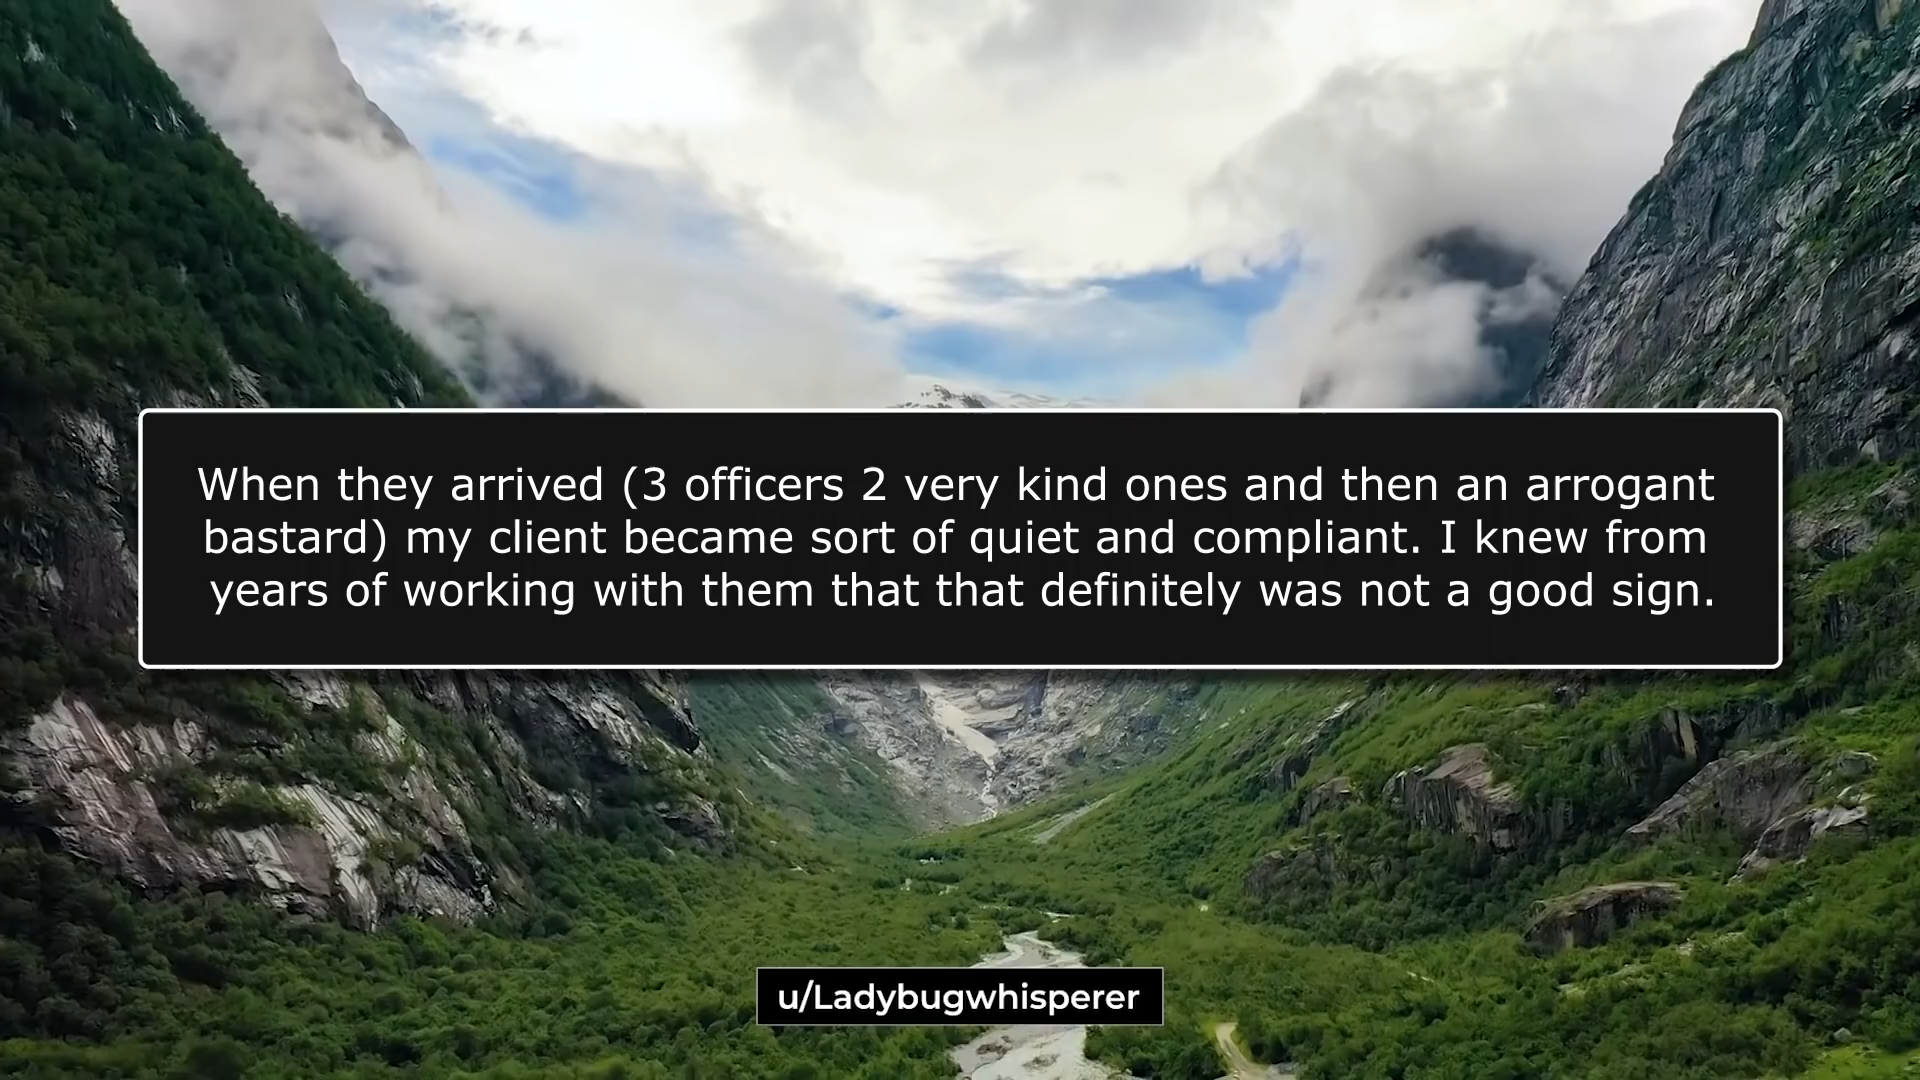 When they arrived (3 officers 2 very kind ones and then an arrogant
bastard) my client became sort of quiet and compliant. I knew from
years of working with them that that definitely was not a good sign.
u/Ladybugwhisperer